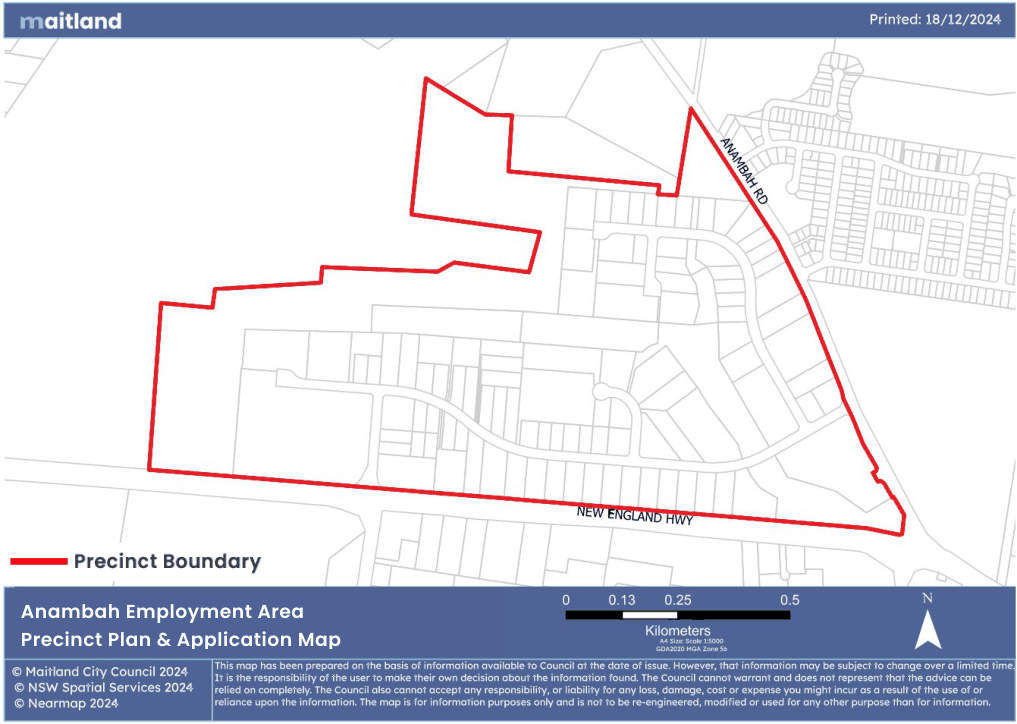 maitland
Printed: 18/12/2024
ANAMBAH RD
NEW ENGLAND HWY
Precinct Boundary
Anambah Employment Area
Precinct Plan & Application Map
0 0.13 0.25 0.5
Kilometers
A4 Size: Scale 1:5000
GDA2020 MGA Zone 56
N
© Maitland City Council 2024
© NSW Spatial Services 2024
© Nearmap 2024
This map has been prepared on the basis of information available to Council at the date of issue. However, that information may be subject to change over a limited time.
It is the responsibility of the user to make their own decision about the information found. The Council cannot warrant and does not represent that the advice can be
relied on completely. The Council also cannot accept any responsibility, or liability for any loss, damage, cost or expense you might incur as a result of the use of or
reliance upon the information. The map is for information purposes only and is not to be re-engineered, modified or used for any other purpose than for information.